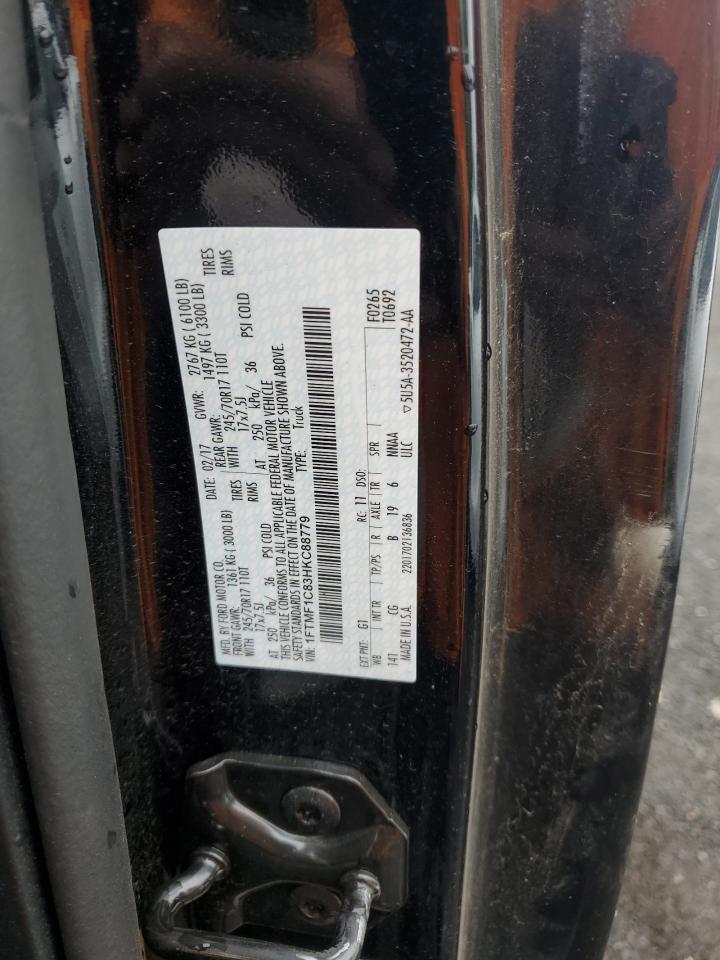 MFD. BY FORD MOTOR CO. DATE: 02/17 GVWR: 2767 KG ( 6100 LB)
FRONT GAWR: 1361 KG ( 3000 LB) REAR GAWR: 1497 KG ( 3300 LB)
WITH 245/70R17 110T TIRES WITH 245/70R17 110T TIRES
17x7.5J RIMS 17x7.5J RIMS
AT 250 kPa/ 36 PSI COLD AT 250 kPa/ 36 PSI COLD
THIS VEHICLE CONFORMS TO ALL APPLICABLE FEDERAL MOTOR VEHICLE
SAFETY STANDARDS IN EFFECT ON THE DATE OF MANUFACTURE SHOWN ABOVE.
VIN: 1FTMF1C83HKC88779 TYPE: Truck
EXT PNT: G1 RC: 11 DSO: F0265
WB INT TR TP/PS R AXLE TR SPR T0692
141 CG B 19 6 NNAA
MADE IN U.S.A. 2201702136836 ULC 5U5A-3520472-AA